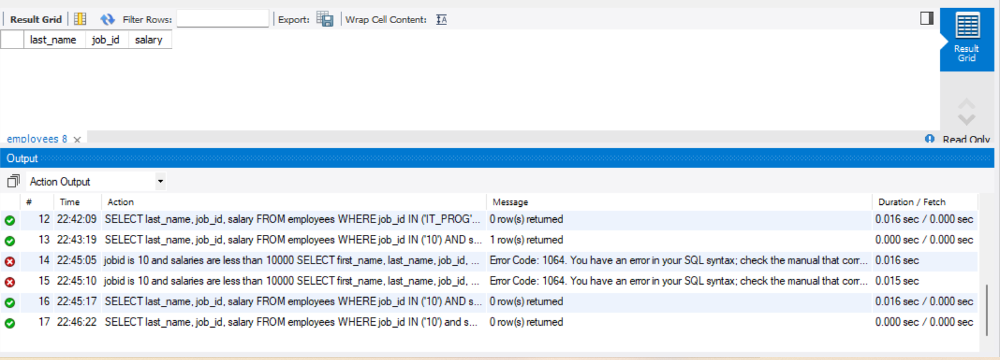 Result Grid Filter Rows: Export: Wrap Cell Content: IA
last_name job_id salary
Result
Grid
employees 8 × Read Only
Output
Action Output
# Time Action Message Duration / Fetch
12 22:42:09 SELECT last_name, job_id, salary FROM employees WHERE job_id IN ('IT_PROG'... 0 row(s) returned 0.016 sec / 0.000 sec
13 22:43:19 SELECT last_name, job_id, salary FROM employees WHERE job_id IN ('10') AND s... 1 row(s) returned 0.000 sec / 0.000 sec
14 22:45:05 jobid is 10 and salaries are less than 10000 SELECT first_name, last_name, job_id, ... Error Code: 1064. You have an error in your SQL syntax; check the manual that corr... 0.016 sec
15 22:45:10 jobid is 10 and salaries are less than 10000 SELECT first_name, last_name, job_id, ... Error Code: 1064. You have an error in your SQL syntax; check the manual that corr... 0.015 sec
16 22:45:17 SELECT last_name, job_id, salary FROM employees WHERE job_id IN ('10') AND s... 0 row(s) returned 0.016 sec / 0.000 sec
17 22:46:22 SELECT last_name, job_id, salary FROM employees WHERE job_id IN ('10') and s... 0 row(s) returned 0.000 sec / 0.000 sec